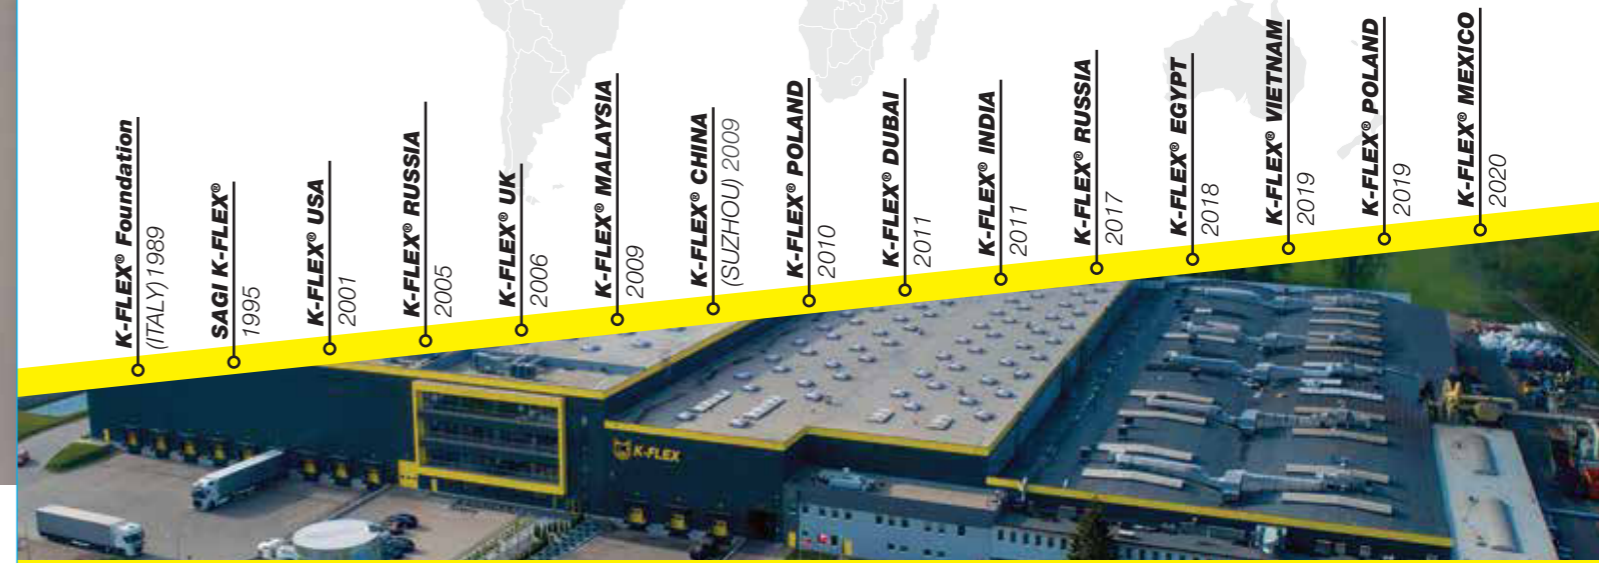 K-FLEX® Foundation
(ITALY) 1989
SAGI K-FLEX®
1995
K-FLEX® USA
2001
K-FLEX® RUSSIA
2005
K-FLEX® UK
2006
K-FLEX® MALAYSIA
2009
K-FLEX® CHINA
(SUZHOU) 2009
K-FLEX® POLAND
2010
K-FLEX® DUBAI
2011
K-FLEX® INDIA
2011
K-FLEX® RUSSIA
2017
K-FLEX® EGYPT
2018
K-FLEX® VIETNAM
2019
K-FLEX® POLAND
2019
K-FLEX® MEXICO
2020
K-FLEX